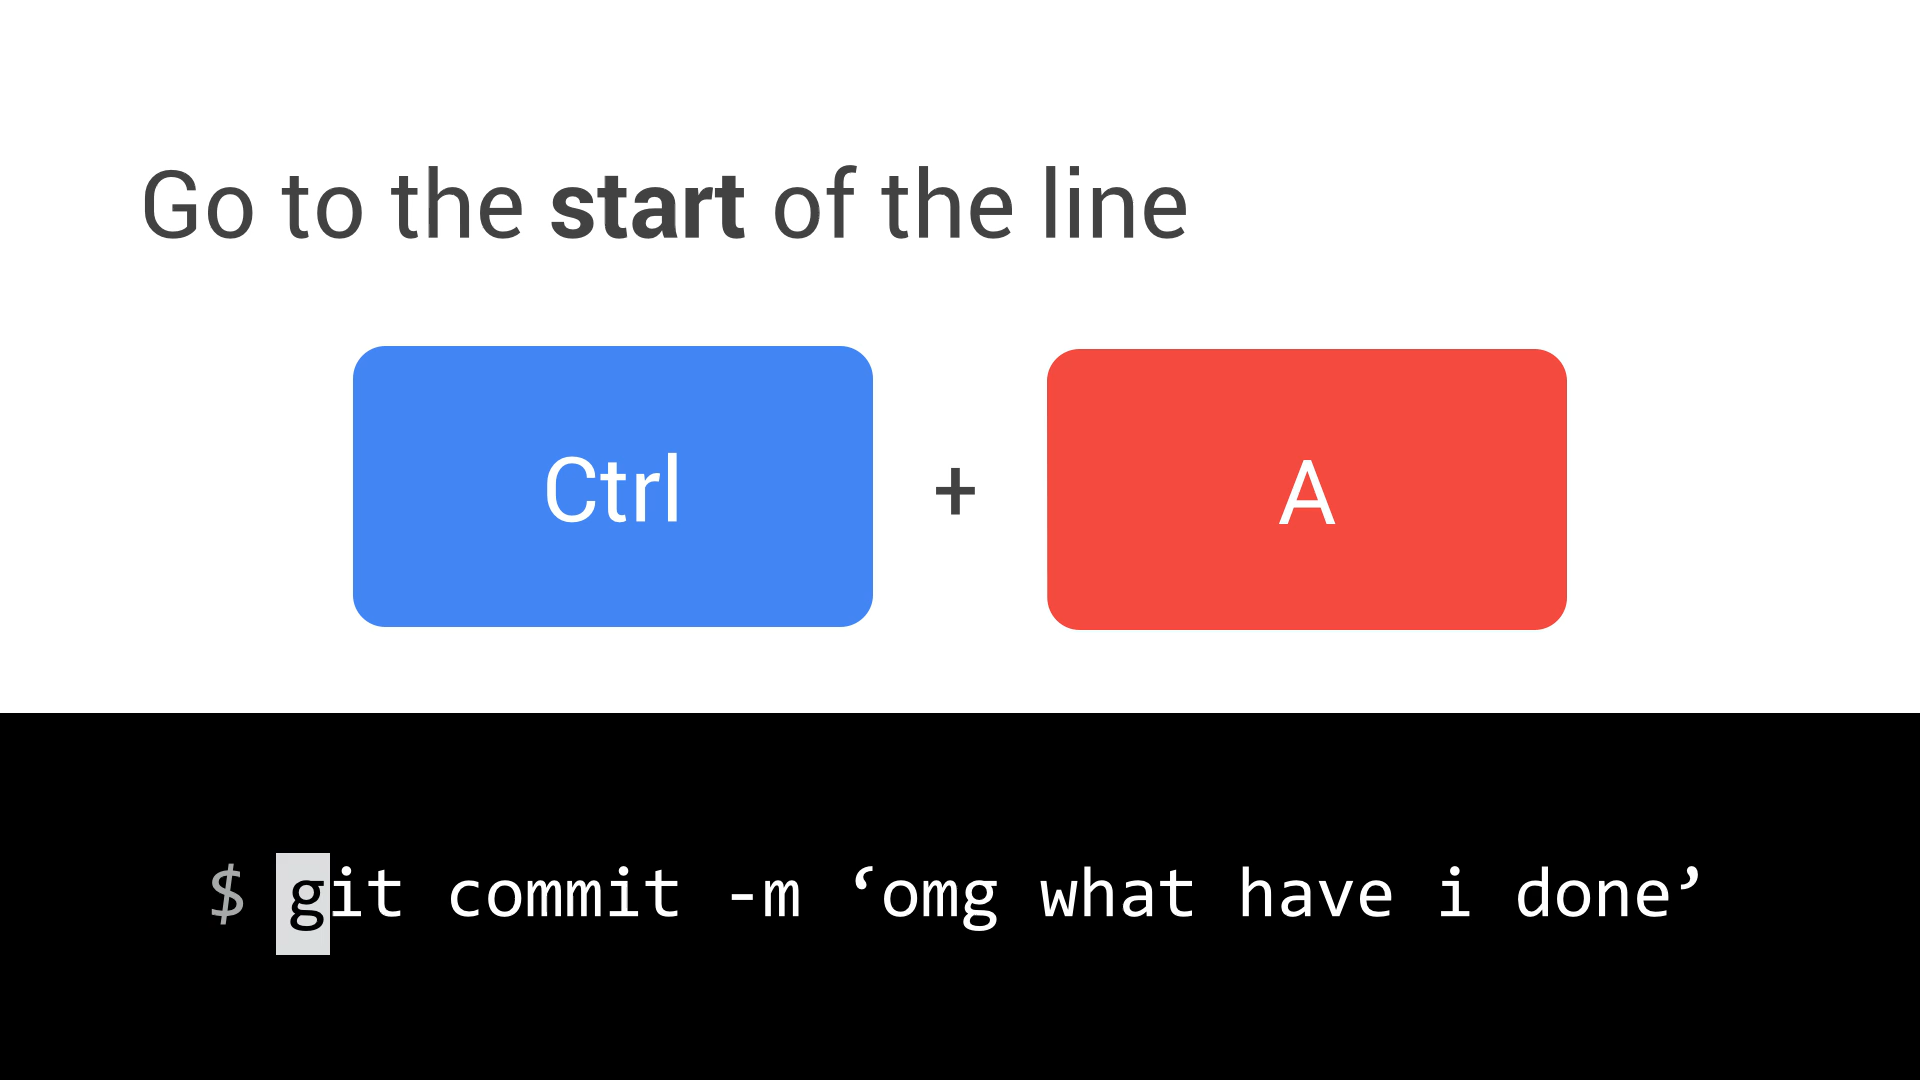 Go to the start of the line
Ctrl + A
$ git commit -m ‘omg what have i done’